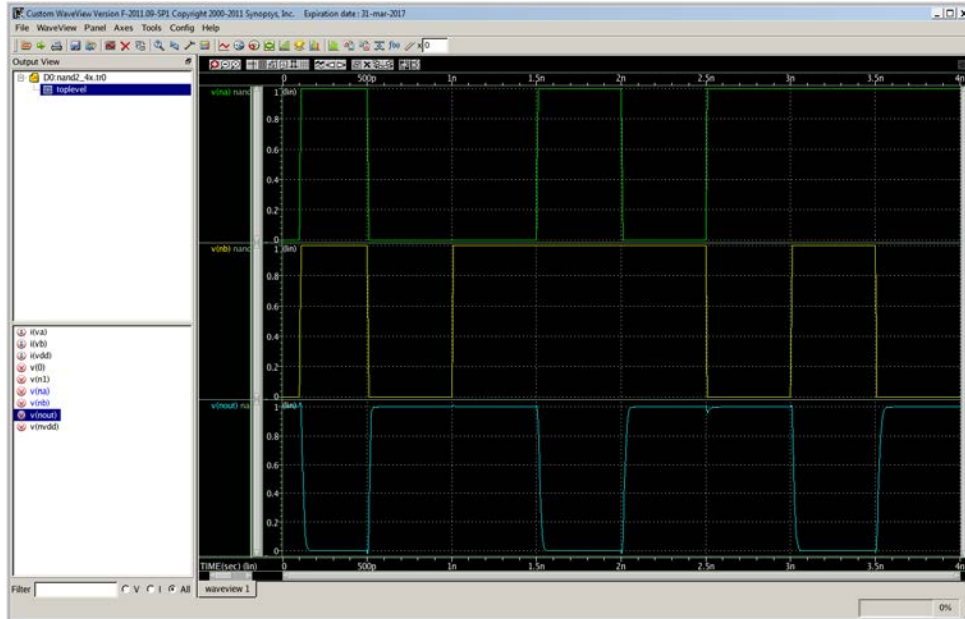 Custom WaveView Version F-2011.09-SP1 Copyright 2000-2011 Synopsys, Inc. Expiration date : 31-mar-2017
File WaveView Panel Axes Tools Config Help
f∞ x 0
Output View
D0:nand2_4x.tr0
toplevel
i(va)
i(vb)
i(vdd)
v(0)
v(n1)
v(na)
v(nb)
v(nout)
v(nvdd)
Filter V I All
0 500p 1n 1.5n 2n 2.5n 3n 3.5n 4n
v(na) nand 1 (lin)
0.8
0.6
0.4
0.2
0
v(nb) nand 1 (lin)
0.8
0.6
0.4
0.2
0
v(nout) na 1 (lin)
0.8
0.6
0.4
0.2
0
TIME(sec) (lin) 0 500p 1n 1.5n 2n 2.5n 3n 3.5n 4n
waveview 1
0%